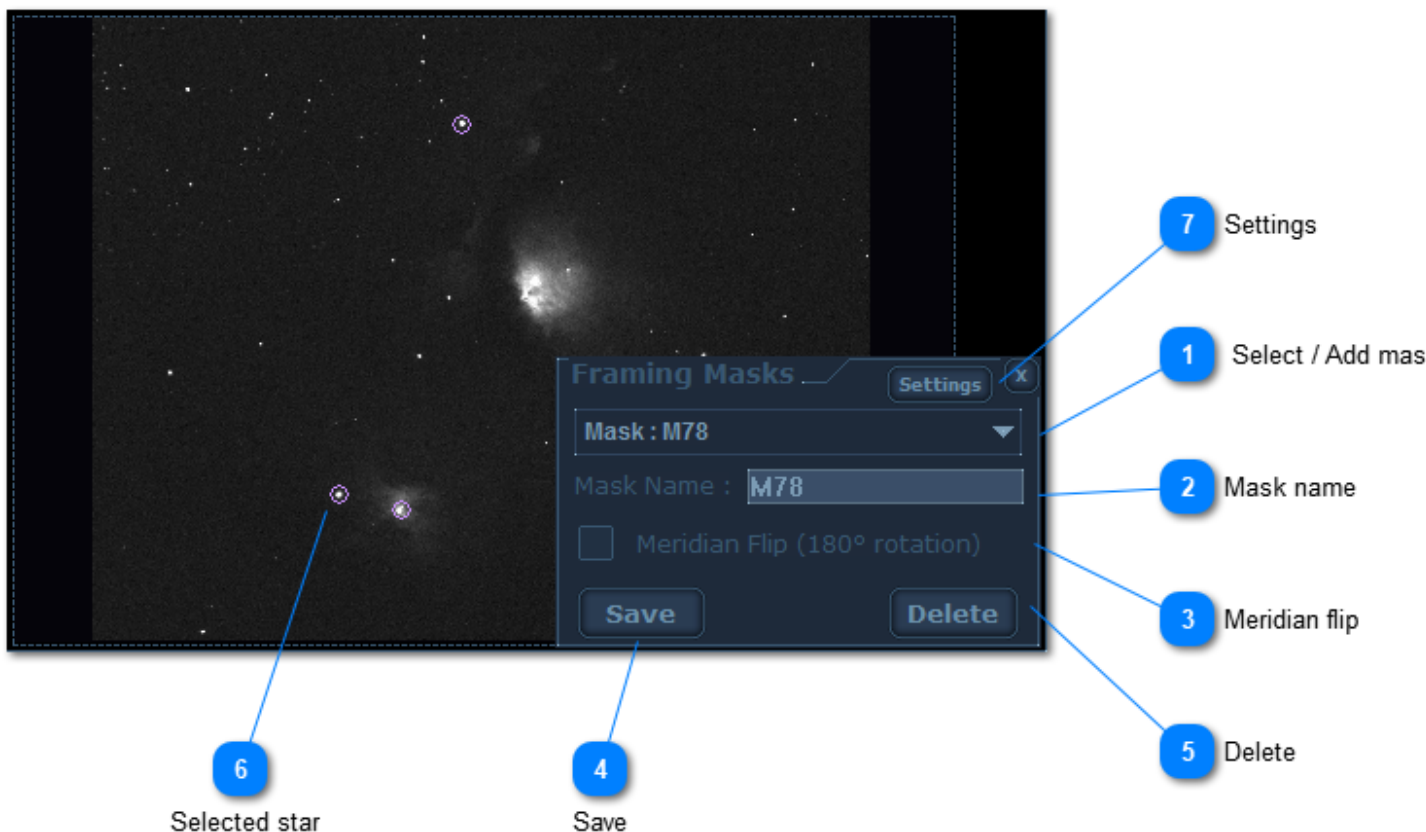 7 Settings
Framing Masks
Settings
x
1 Select / Add mas
Mask : M78
Mask Name : M78
2 Mask name
Meridian Flip (180° rotation)
Save
Delete
3 Meridian flip
5 Delete
6
4
Selected star
Save